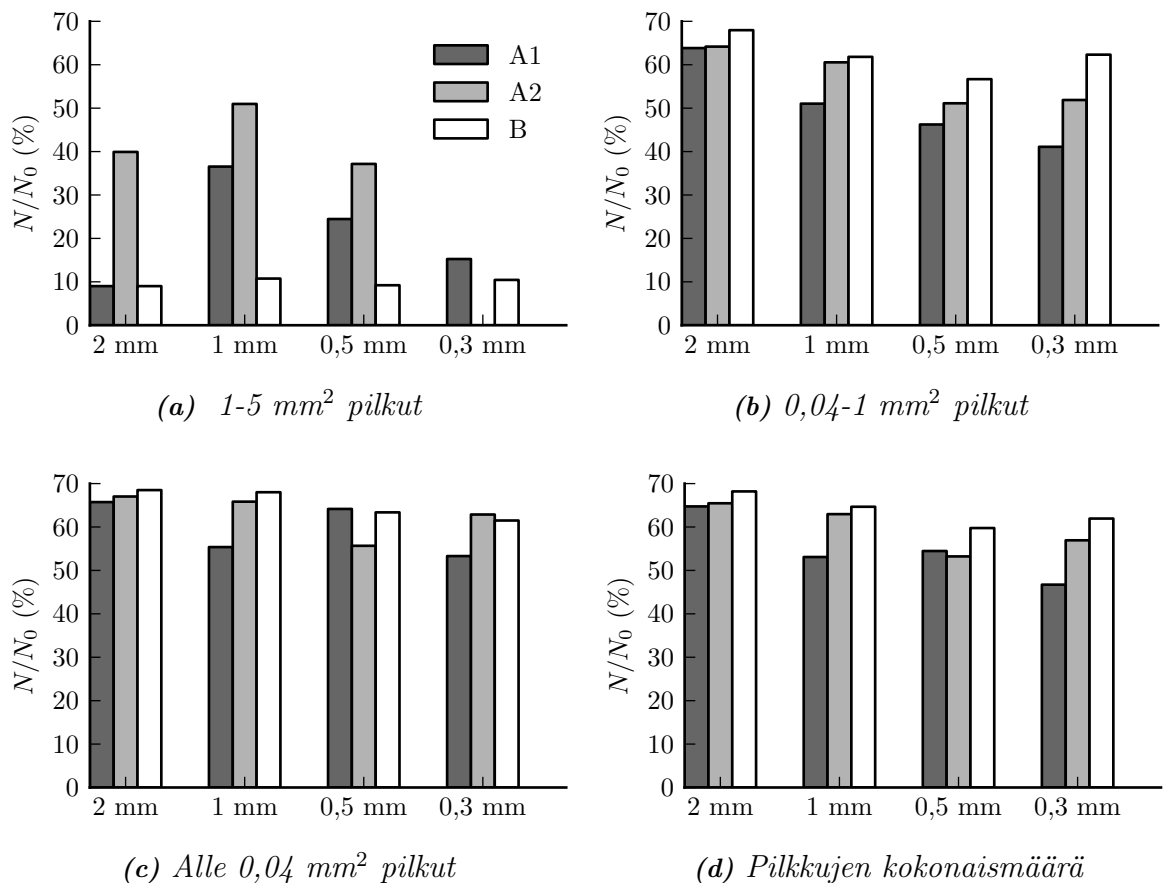 70
60
50
40
30
20
10
0
N/N₀ (%)
A1
A2
B
2 mm 1 mm 0,5 mm 0,3 mm
(a) 1-5 mm² pilkut
70
60
50
40
30
20
10
0
N/N₀ (%)
2 mm 1 mm 0,5 mm 0,3 mm
(b) 0,04-1 mm² pilkut
70
60
50
40
30
20
10
0
N/N₀ (%)
2 mm 1 mm 0,5 mm 0,3 mm
(c) Alle 0,04 mm² pilkut
70
60
50
40
30
20
10
0
N/N₀ (%)
2 mm 1 mm 0,5 mm 0,3 mm
(d) Pilkkujen kokonaismäärä